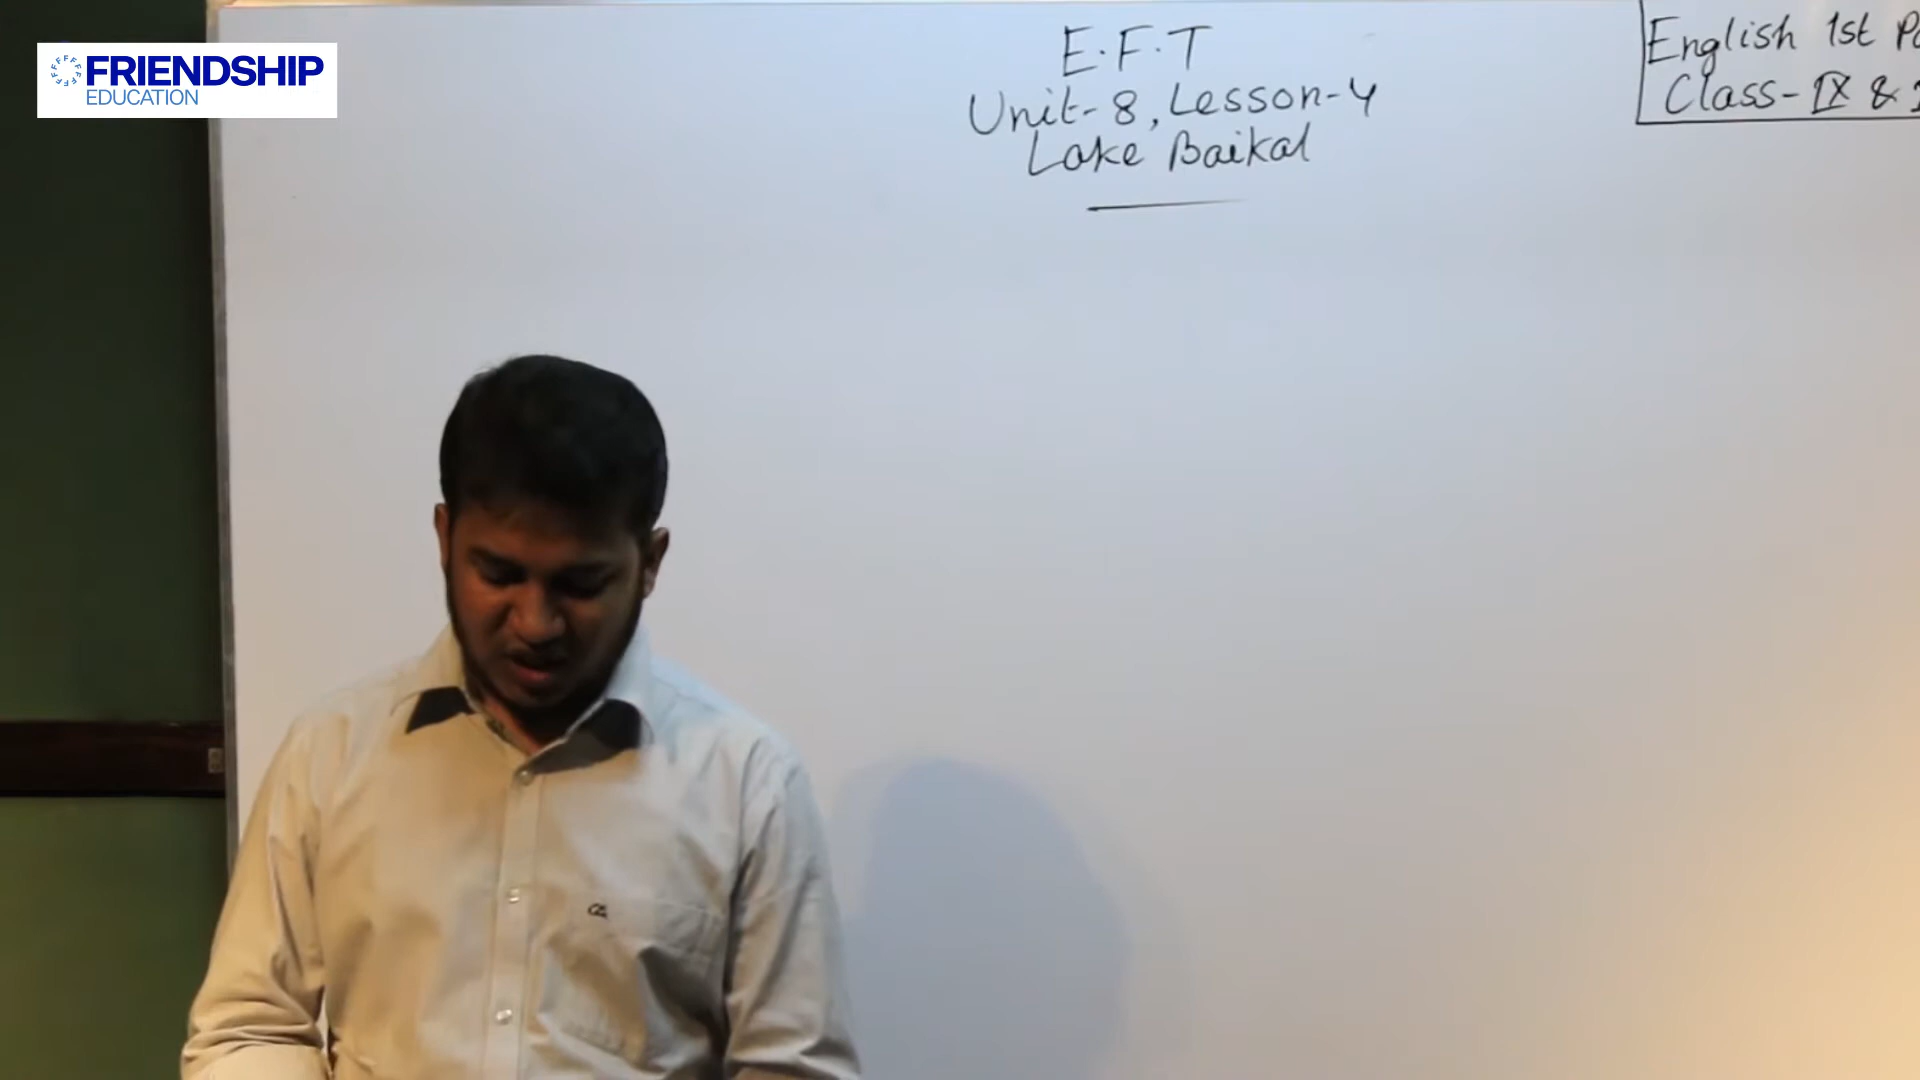 FRIENDSHIP
EDUCATION
E.F.T
Unit-8, Lesson-4
Lake Baikal
English 1st
Class-IX &